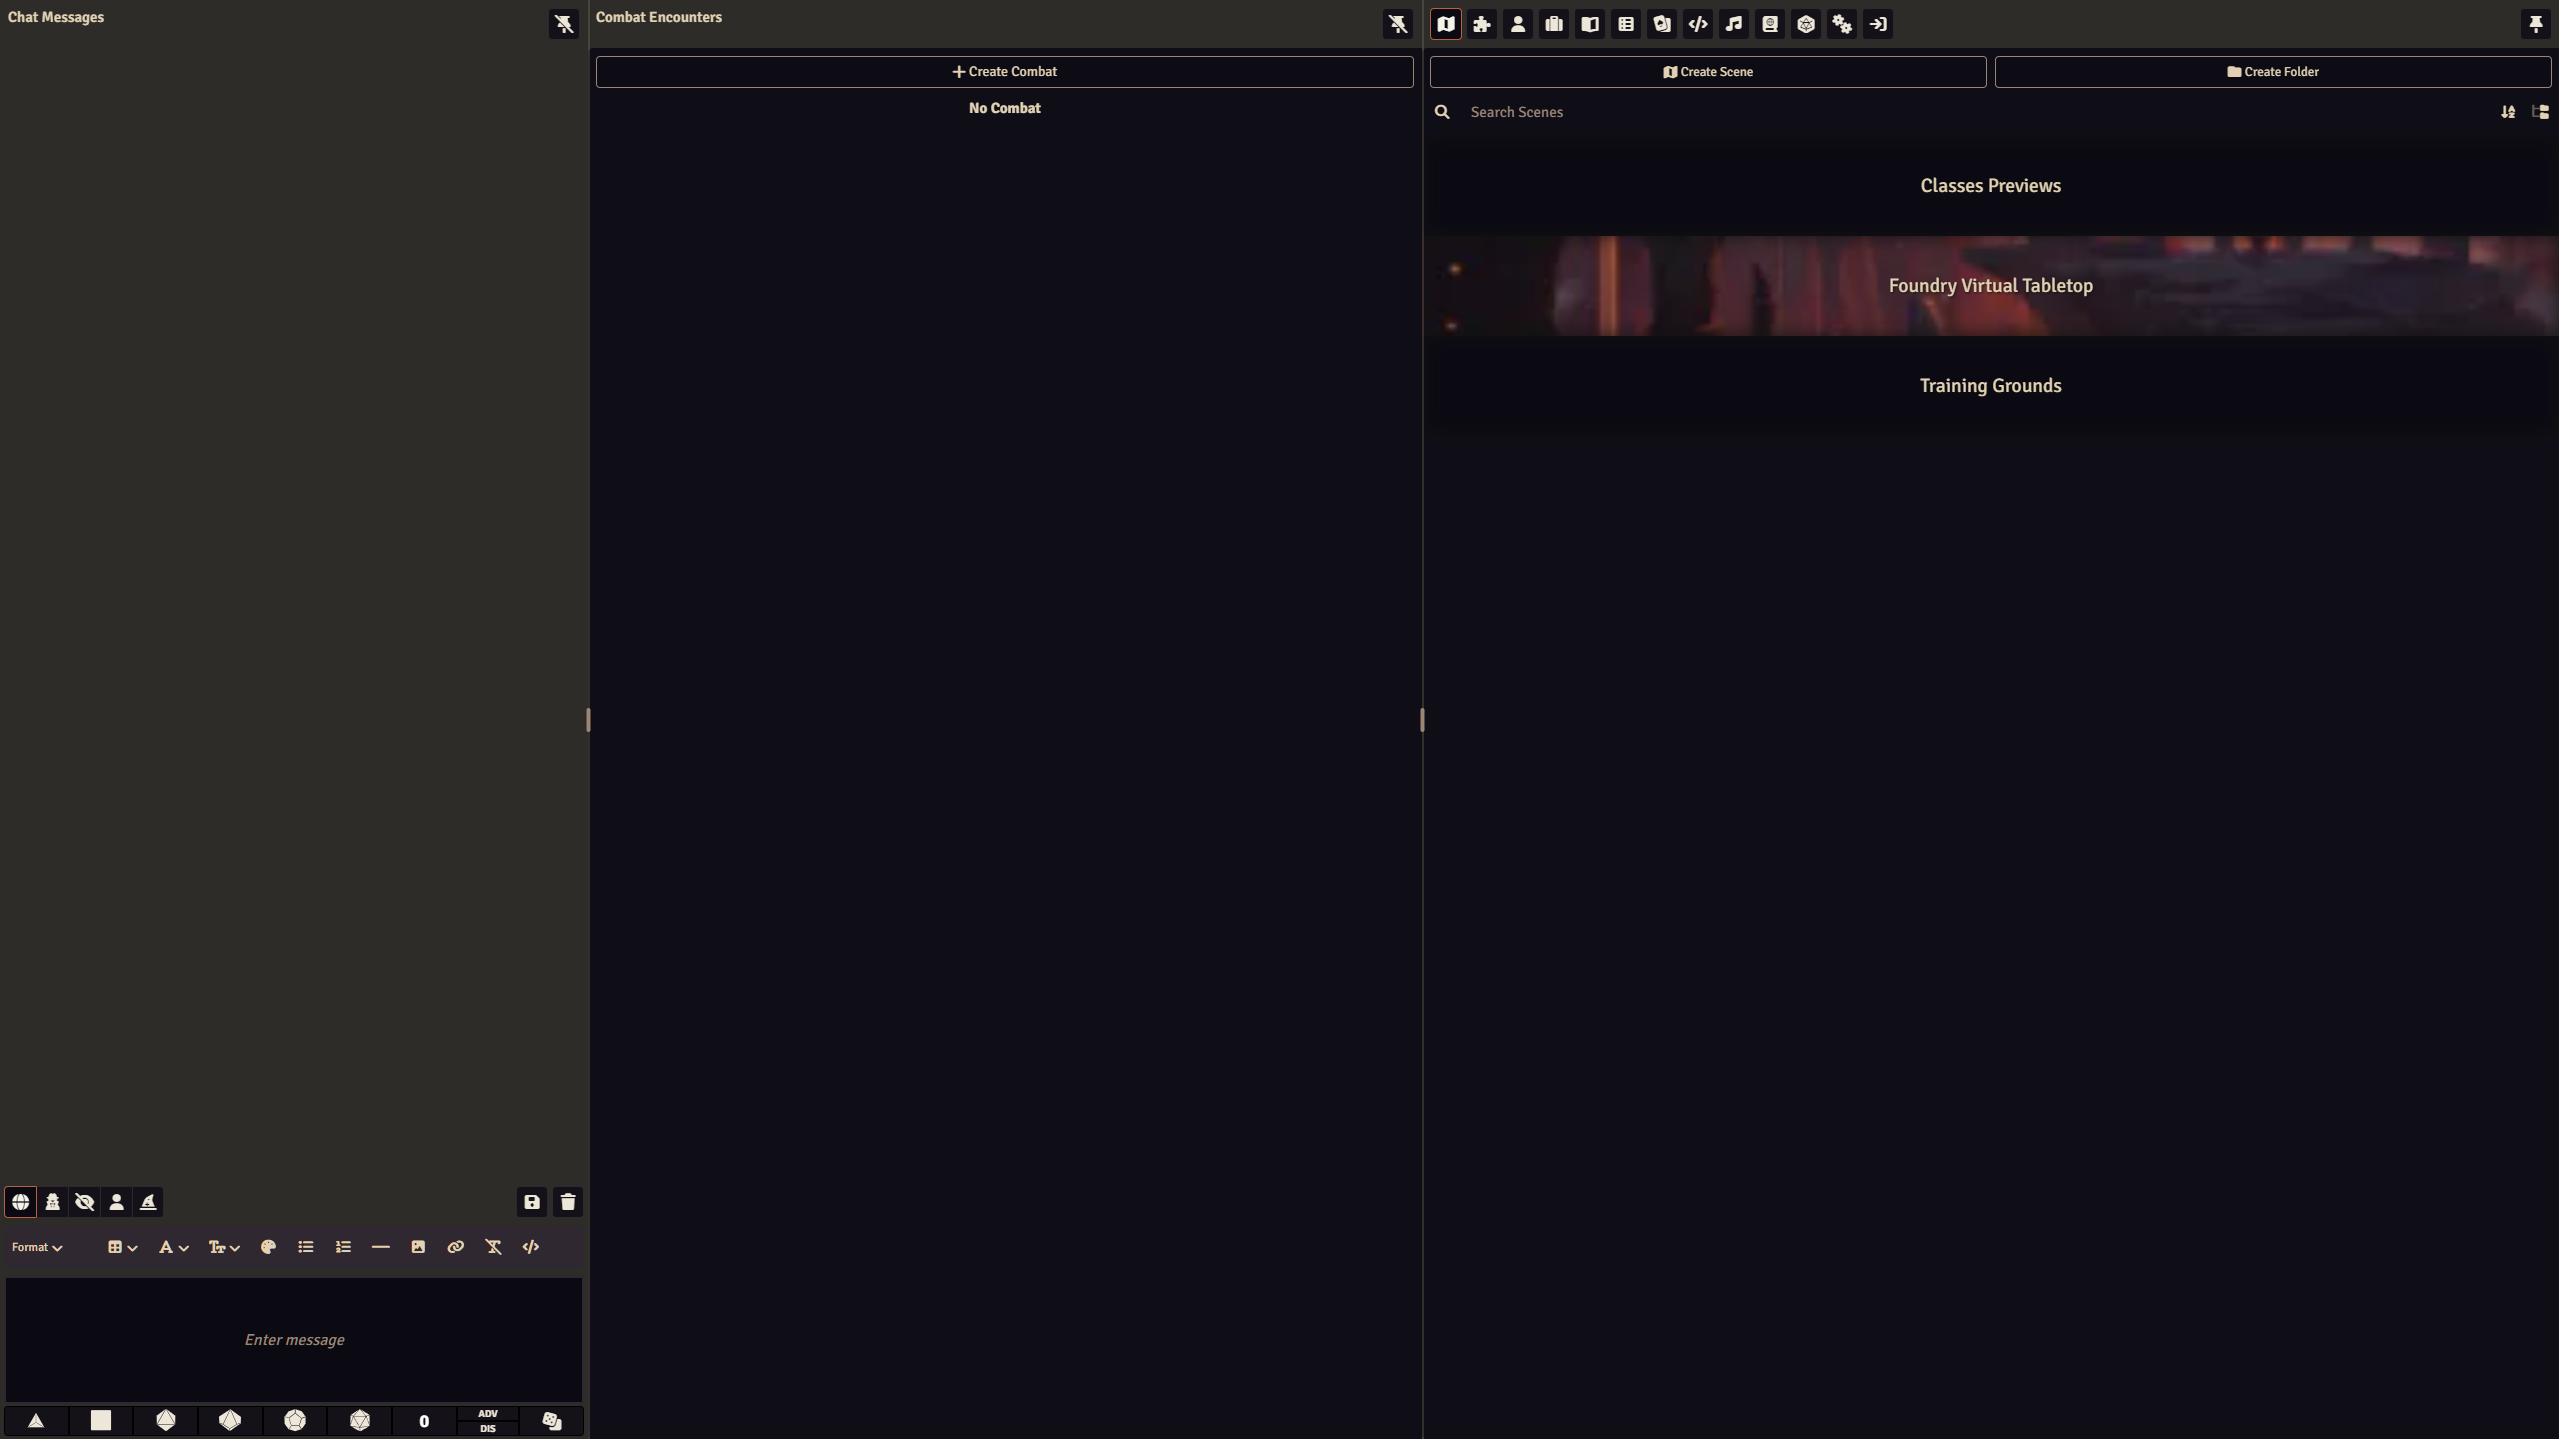 Chat Messages
Combat Encounters
Create Combat
No Combat
Create Scene
Create Folder
Search Scenes
Classes Previews
Foundry Virtual Tabletop
Training Grounds
Format
Enter message
0
ADV
DIS